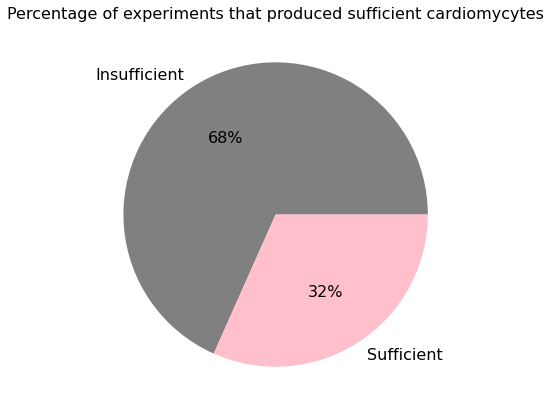 Percentage of experiments that produced sufficient cardiomycytes
Insufficient
68%
32%
Sufficient